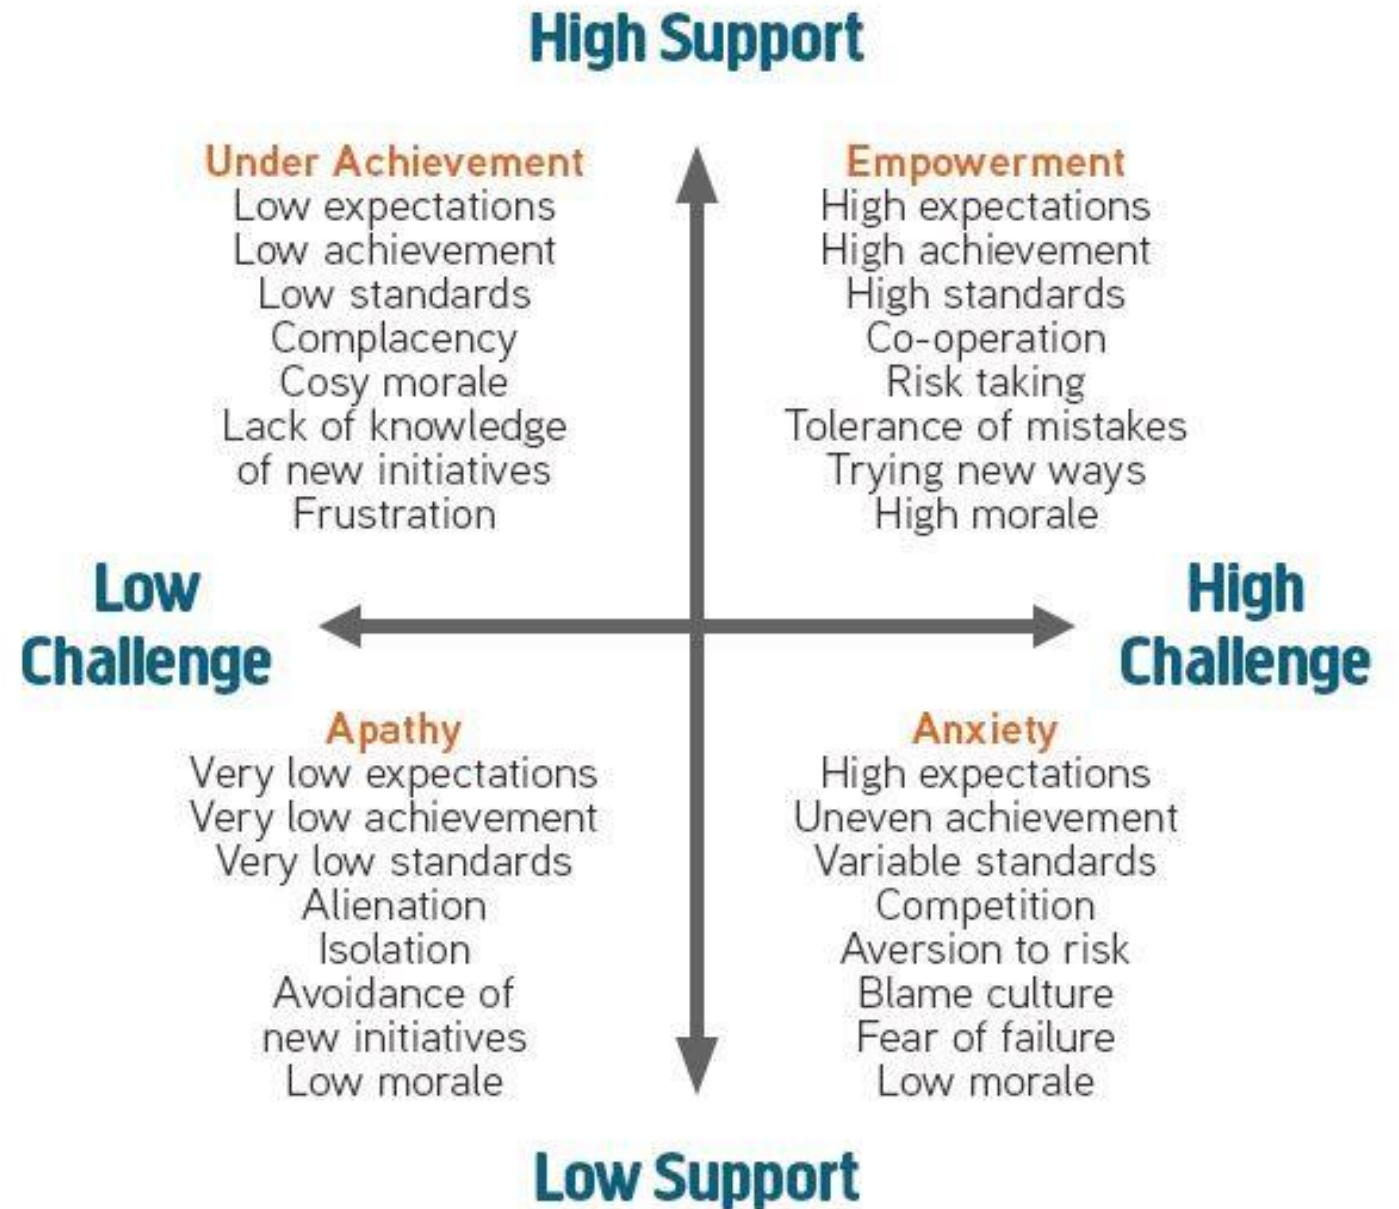 High Support
Under Achievement
Low expectations
Low achievement
Low standards
Complacency
Cosy morale
Lack of knowledge
of new initiatives
Frustration
Empowerment
High expectations
High achievement
High standards
Co-operation
Risk taking
Tolerance of mistakes
Trying new ways
High morale
Low
Challenge
High
Challenge
Apathy
Very low expectations
Very low achievement
Very low standards
Alienation
Isolation
Avoidance of
new initiatives
Low morale
Anxiety
High expectations
Uneven achievement
Variable standards
Competition
Aversion to risk
Blame culture
Fear of failure
Low morale
Low Support